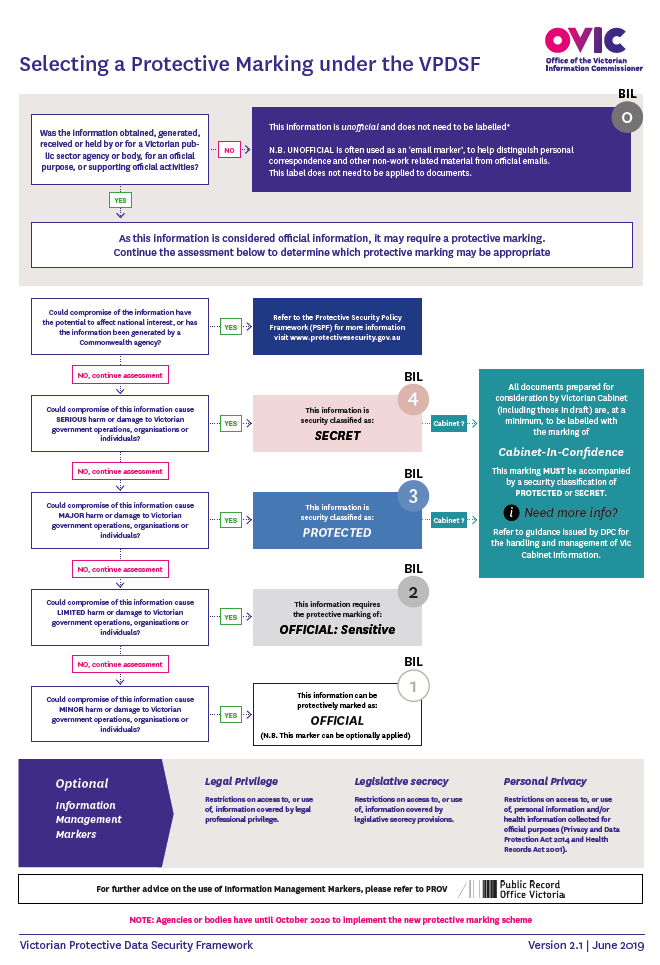 OVIC
Office of the Victorian
Information Commissioner
Selecting a Protective Marking under the VPDSF
BIL
0
Was the information obtained, generated,
received or held by or for a Victorian pub-
lic sector agency or body, for an official
purpose, or supporting official activities?
NO
This information is unofficial and does not need to be labelled*
N.B. UNOFFICIAL is often used as an 'email marker', to help distinguish personal
correspondence and other non-work related material from official emails.
This label does not need to be applied to documents.
YES
As this information is considered official information, it may require a protective marking.
Continue the assessment below to determine which protective marking may be appropriate
Could compromise of the information have
the potential to affect national interest, or has
the information been generated by a
Commonwealth agency?
YES
Refer to the Protective Security Policy
Framework (PSPF) for more information
visit www.protectivesecurity.gov.au
NO, continue assessment
Could compromise of this information cause
SERIOUS harm or damage to Victorian
government operations, organisations or
individuals?
YES
BIL
4
This information is
security classified as:
SECRET
Cabinet ?
All documents prepared for
consideration by Victorian Cabinet
(including those in draft) are, at a
minimum, to be labelled with
the marking of
Cabinet-In-Confidence
This marking MUST be accompanied
by a security classification of
PROTECTED or SECRET.
i Need more info?
Refer to guidance issued by DPC for
the handling and management of Vic
Cabinet information.
NO, continue assessment
Could compromise of this information cause
MAJOR harm or damage to Victorian
government operations, organisations or
individuals?
YES
BIL
3
This information is
security classified as:
PROTECTED
Cabinet ?
NO, continue assessment
Could compromise of this information cause
LIMITED harm or damage to Victorian
government operations, organisations or
individuals?
YES
BIL
2
This information requires
the protective marking of:
OFFICIAL: Sensitive
NO, continue assessment
Could compromise of this information cause
MINOR harm or damage to Victorian
government operations, organisations or
individuals?
YES
BIL
1
This information can be
protectively marked as:
OFFICIAL
(N.B. This marker can be optionally applied)
Optional
Information
Management
Markers
Legal Privilege
Restrictions on access to, or use
of, information covered by legal
professional privilege.
Legislative secrecy
Restrictions on access to, or use
of, information covered by
legislative secrecy provisions.
Personal Privacy
Restrictions on access to, or use
of, personal information and/or
health information collected for
official purposes (Privacy and Data
Protection Act 2014 and Health
Records Act 2001).
For further advice on the use of Information Management Markers, please refer to PROV
Public Record
Office Victoria
NOTE: Agencies or bodies have until October 2020 to implement the new protective marking scheme
Victorian Protective Data Security Framework
Version 2.1 | June 2019